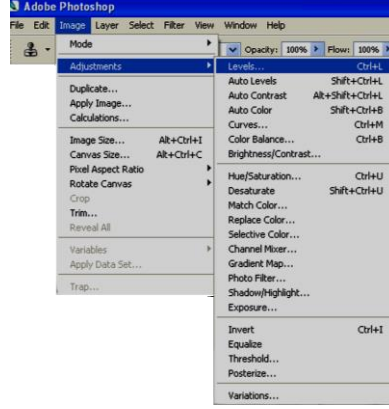 Adobe Photoshop
File Edit Image Layer Select Filter View Window Help
Opacity: 100% Flow: 100%
Mode
Adjustments
Duplicate...
Apply Image...
Calculations...
Image Size... Alt+Ctrl+I
Canvas Size... Alt+Ctrl+C
Pixel Aspect Ratio
Rotate Canvas
Crop
Trim...
Reveal All
Variables
Apply Data Set...
Trap...
Levels... Ctrl+L
Auto Levels Shift+Ctrl+L
Auto Contrast Alt+Shift+Ctrl+L
Auto Color Shift+Ctrl+B
Curves... Ctrl+M
Color Balance... Ctrl+B
Brightness/Contrast...
Hue/Saturation... Ctrl+U
Desaturate Shift+Ctrl+U
Match Color...
Replace Color...
Selective Color...
Channel Mixer...
Gradient Map...
Photo Filter...
Shadow/Highlight...
Exposure...
Invert Ctrl+I
Equalize
Threshold...
Posterize...
Variations...